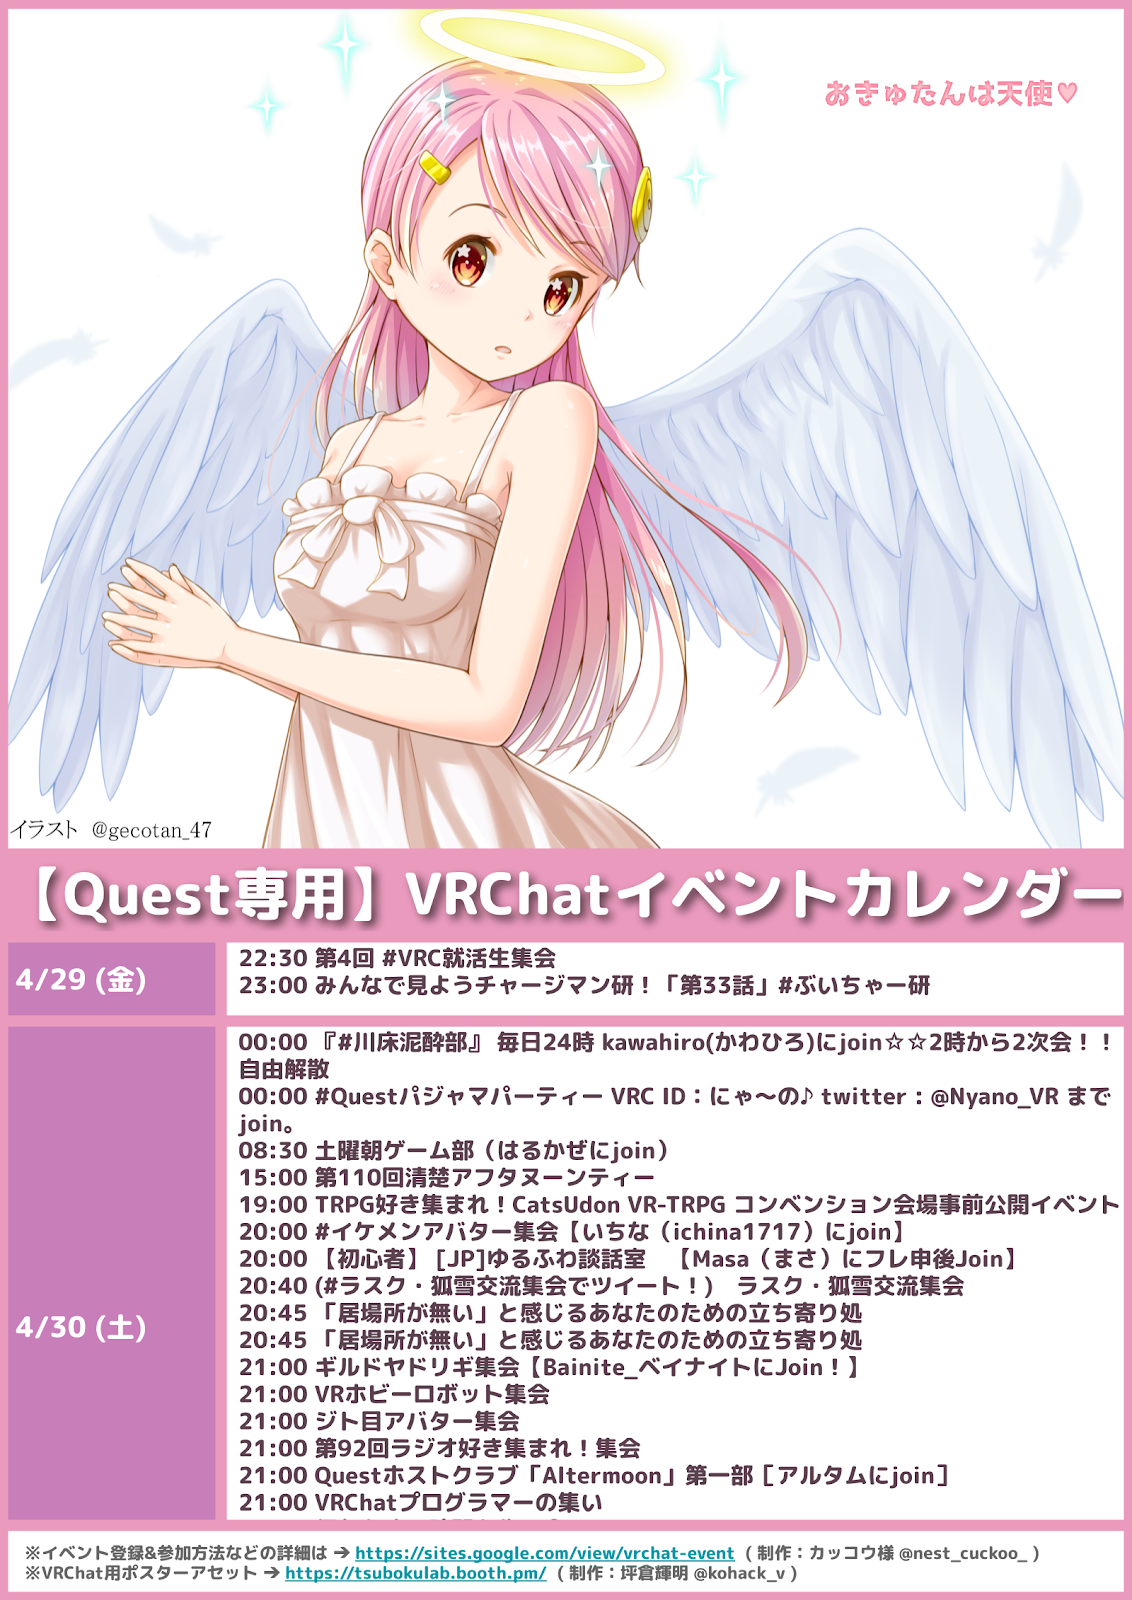 おきゅたんは天使♥
イラスト @gecotan_47
【Quest専用】VRChatイベントカレンダー
4/29 (金)
22:30 第4回 #VRC就活生集会
23:00 みんなで見ようチャージマン研！「第33話」#ぶいちゃー研
4/30 (土)
00:00 『#川床泥酔部』 毎日24時 kawahiro(かわひろ)にjoin☆☆2時から2次会！！
自由解散
00:00 #Questパジャマパーティー VRC ID：にゃ〜の♪ twitter : @Nyano_VR まで
join。
08:30 土曜朝ゲーム部（はるかぜにjoin）
15:00 第110回清楚アフタヌーンティー
19:00 TRPG好き集まれ！CatsUdon VR-TRPG コンベンション会場事前公開イベント
20:00 #イケメンアバター集会【いちな（ichina1717）にjoin】
20:00 【初心者】 [JP]ゆるふわ談話室　【Masa（まさ）にフレ申後Join】
20:40 (#ラスク・狐雪交流集会でツイート！)　ラスク・狐雪交流集会
20:45 「居場所が無い」と感じるあなたのための立ち寄り処
20:45 「居場所が無い」と感じるあなたのための立ち寄り処
21:00 ギルドヤドリギ集会【Bainite_ベイナイトにJoin！】
21:00 VRホビーロボット集会
21:00 ジト目アバター集会
21:00 第92回ラジオ好き集まれ！集会
21:00 Questホストクラブ「AItermoon」第一部［アルタムにjoin］
21:00 VRChatプログラマーの集い
※イベント登録&参加方法などの詳細は → https://sites.google.com/view/vrchat-event ( 制作：カッコウ様 @nest_cuckoo_ )
※VRChat用ポスターアセット → https://tsubokulab.booth.pm/ ( 制作：坪倉輝明 @kohack_v )